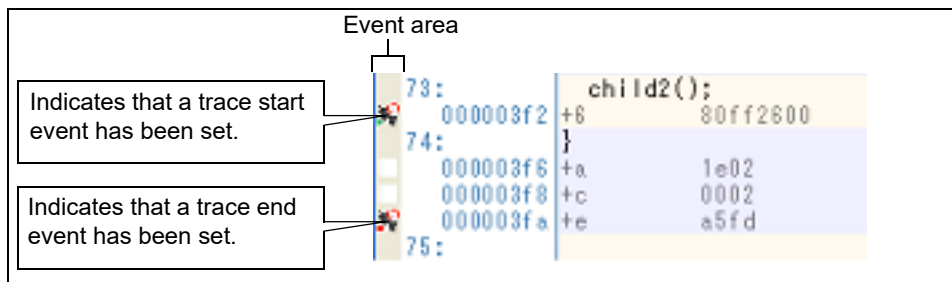 Event area
Indicates that a trace start
event has been set.
73: child2();
000003f2 +6 80ff2600
74: }
000003f6 +a 1e02
000003f8 +c 0002
000003fa +e a5fd
75:
Indicates that a trace end
event has been set.